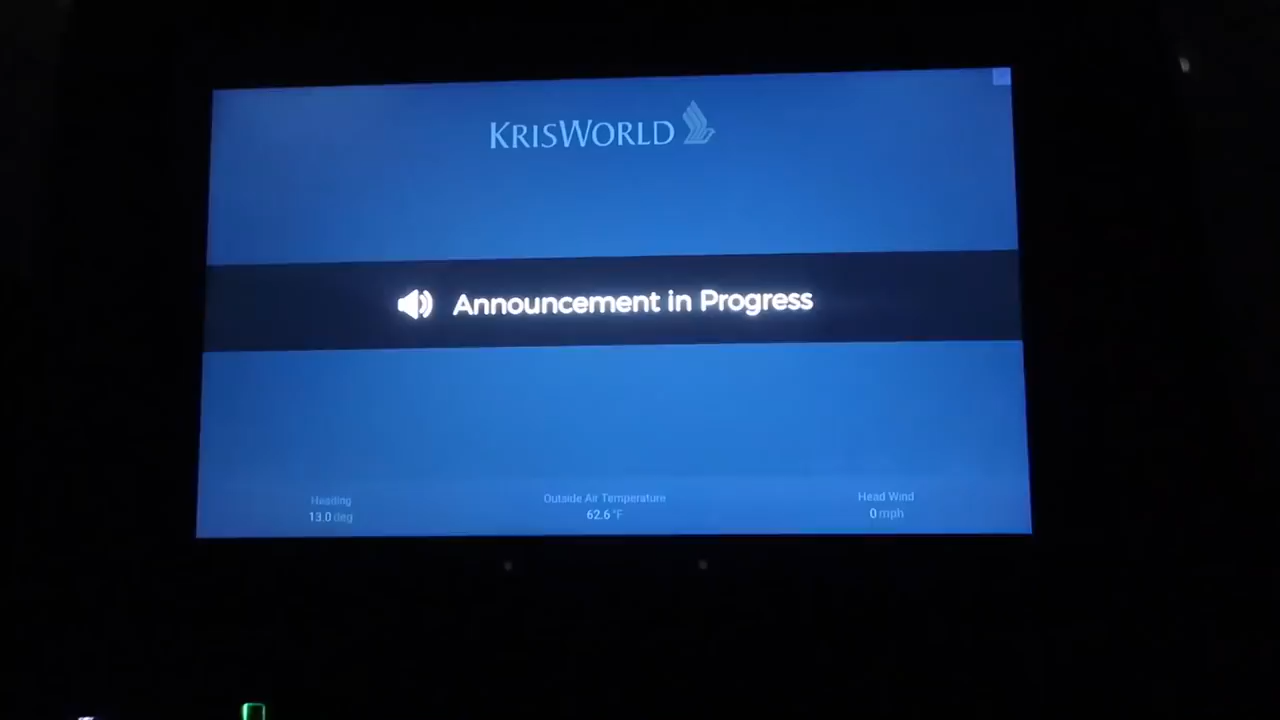 KRISWORLD
Announcement in Progress
Heading
13.0 deg
Outside Air Temperature
62.6 °F
Head Wind
0 mph